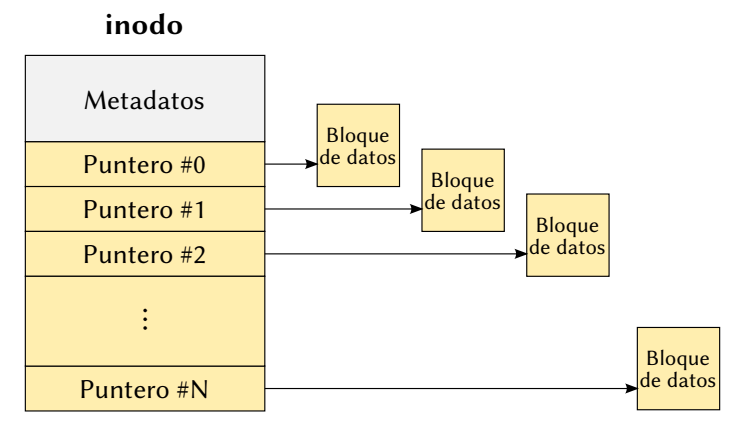 inodo
Metadatos
Puntero #0
Puntero #1
Puntero #2
⋮
Puntero #N
Bloque
de datos
Bloque
de datos
Bloque
de datos
Bloque
de datos